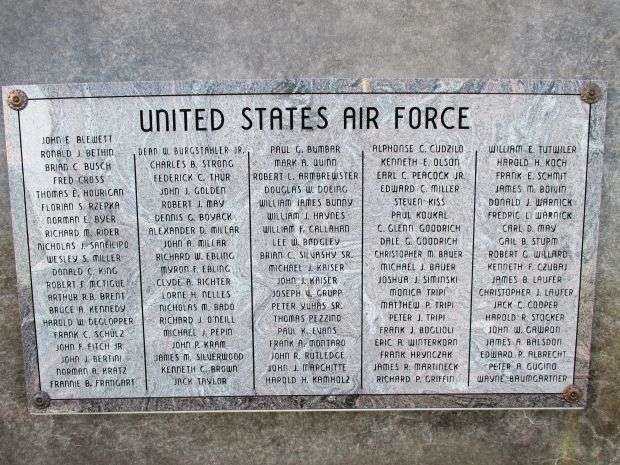 UNITED STATES AIR FORCE
JOHN E. BLEWETT
RONALD J. BETHIN
BRIAN C. BUSCH
FRED CROSS
THOMAS E. HOURIGAN
FLORIAN S. RZEPKA
NORMAN E. BYER
RICHARD M. RIDER
NICHOLAS J. SANFILIPO
WESLEY S. MILLER
DONALD C. KING
ROBERT F. MCTIGUE
ARTHUR R.B. BRENT
BRUCE A. KENNEDY
HAROLD W. DEGLOPPER
FRANK C. SCHULZ
JOHN F. FITCH JR.
JOHN J. BERTINI
NORMAN A. KRATZ
FRANNIE B. FRANGART
DEAN W. BURGSTAHLER JR.
CHARLES B. STRONG
FEDERICK C. THUR
JOHN J. GOLDEN
ROBERT J. MAY
DENNIS G. BOYACK
ALEXANDER D. MILLAR
JOHN A. MILLAR
RICHARD W. EBLING
MYRON F. EBLING
CLYDE A. RICHTER
LORNE H. NELLES
NICHOLAS M. BADO
RICHARD J. O'NEILL
MICHAEL J. PEPIN
JOHN P. KRAM
JAMES M. SILVERWOOD
KENNETH C. BROWN
JACK TAYLOR
PAUL G. BUMBAR
MARK A. QUINN
ROBERT L. ARMBREWSTER
DOUGLAS W. DOEING
WILLIAM JAMES BUNNY
WILLIAM J. HAYNES
WILLIAM F. CALLAHAN
LEE W. BADGLEY
BRIAN C. SILVASHY SR.
MICHAEL J. KAISER
JOHN J. KAISER
JOSEPH V. GRUPP
PETER YUHAS SR.
THOMAS PEZZINO
PAUL K. EVANS
FRANK A. MONTARO
JOHN R. RUTLEDGE
JOHN J. MARCHITTE
HAROLD H. KAMHOLZ
ALPHONSE C. CUDZILO
KENNETH E. OLSON
EARL C. PEACOCK JR.
EDWARD C. MILLER
STEVEN KISS
PAUL KOUKAL
C. GLENN GOODRICH
DALE G. GOODRICH
CHRISTOPHER M. BAUER
MICHAEL J. BAUER
JOSHUA J. SIMINSKI
MONICA TRIPI
MATTHEW P. TRIPI
PETER J. TRIPI
FRANK J. BOGLIOLI
ERIC A. WINTERKORN
FRANK HRYNCZAK
JAMES R. MARTINECK
RICHARD P. GRIFFIN
WILLIAM E. TUTWILER
HAROLD H. KOCH
FRANK E. SCHMIT
JAMES M. BOIVIN
DONALD J. WARNICK
FREDRIC L. WARNICK
CARL D. MAY
GAIL B. STURM
ROBERT G. WILLARD
KENNETH F. CZUBAJ
JAMES B. LAUFER
CHRISTOPHER J. LAUFER
JACK C. COOPER
HAROLD R. STOCKER
JOHN W. GAWRON
JAMES A. BALSDON
EDWARD R. ALBRECHT
PETER A. GUGINO
WAYNE BAUMGARTNER